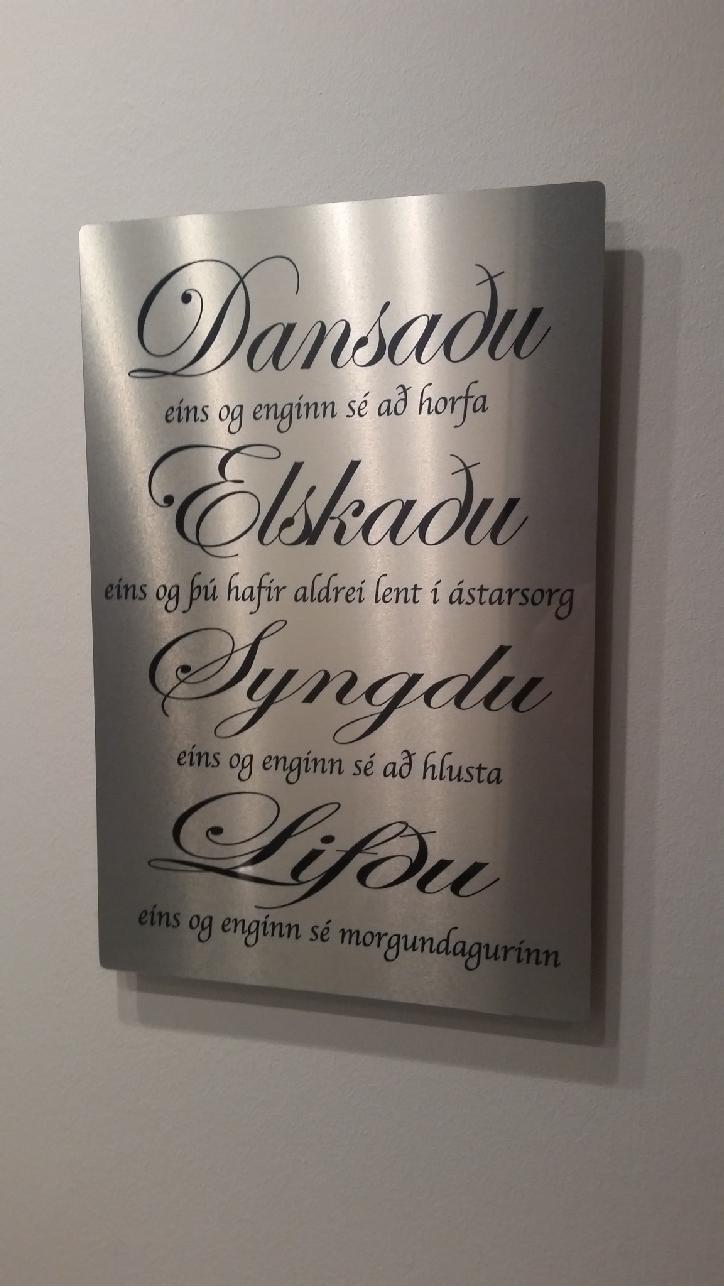 Dansaðu
eins og enginn sé að horfa
Elskaðu
eins og þú hafir aldrei lent í ástarsorg
Syngdu
eins og enginn sé að hlusta
Lifðu
eins og enginn sé morgundagurinn